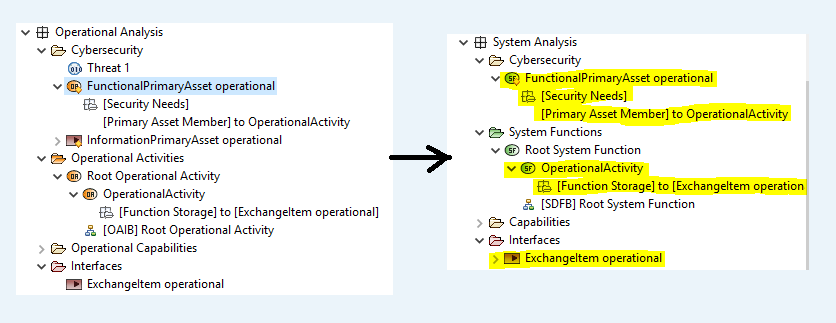 Operational Analysis
Cybersecurity
Threat 1
FunctionalPrimaryAsset operational
[Security Needs]
[Primary Asset Member] to OperationalActivity
InformationPrimaryAsset operational
Operational Activities
Root Operational Activity
OperationalActivity
[Function Storage] to [ExchangeItem operational]
[OAIB] Root Operational Activity
Operational Capabilities
Interfaces
ExchangeItem operational
System Analysis
Cybersecurity
FunctionalPrimaryAsset operational
[Security Needs]
[Primary Asset Member] to OperationalActivity
System Functions
Root System Function
OperationalActivity
[Function Storage] to [ExchangeItem operation
[SDFB] Root System Function
Capabilities
Interfaces
ExchangeItem operational